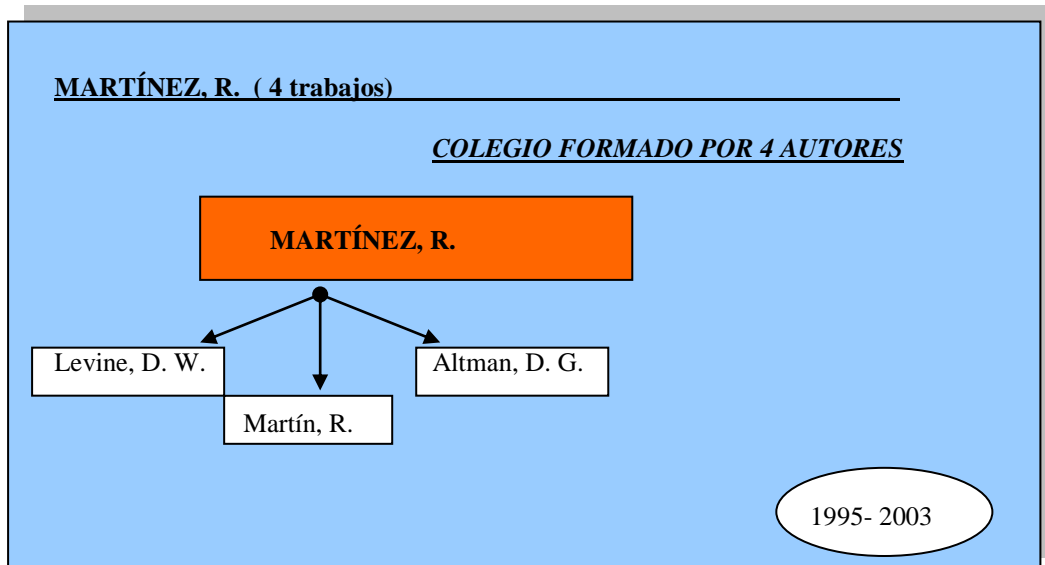 MARTÍNEZ, R. ( 4 trabajos)
COLEGIO FORMADO POR 4 AUTORES
MARTÍNEZ, R.
Levine, D. W.
Altman, D. G.
Martín, R.
1995- 2003